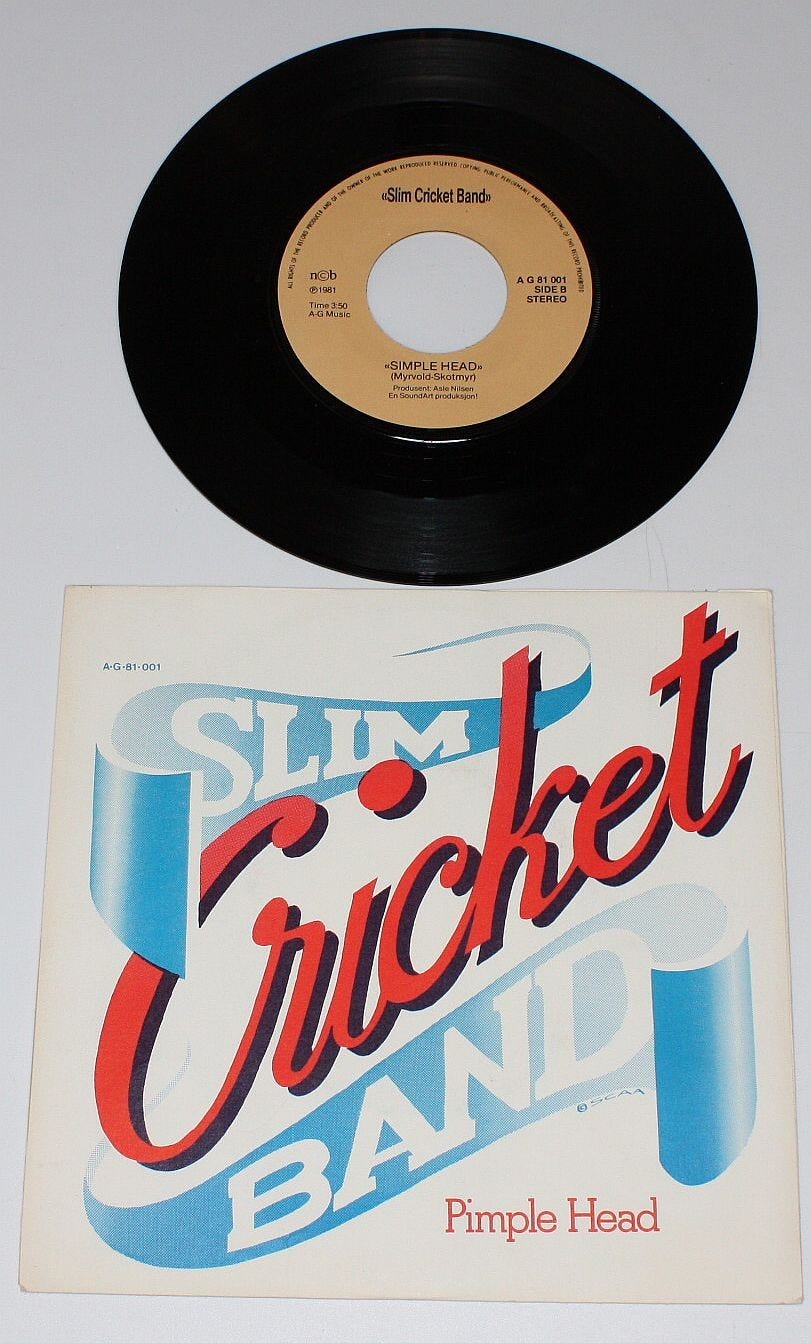 ALL RIGHTS OF THE RECORD PRODUCER AND OF THE OWNER OF THE WORK REPRODUCED RESERVED COPYING, PUBLIC PERFORMANCE AND BROADCASTING OF THIS RECORD PROHIBITED
«Slim Cricket Band»
n©b
℗1981
Time 3:50
A-G Music
A G 81 001
SIDE B
STEREO
«SIMPLE HEAD»
(Myrvold-Skotmyr)
Produsent: Asle Nilsen
En SoundArt produksjon!
A-G-81-001
SLIM
Cricket
BAND
© SCAA
Pimple Head